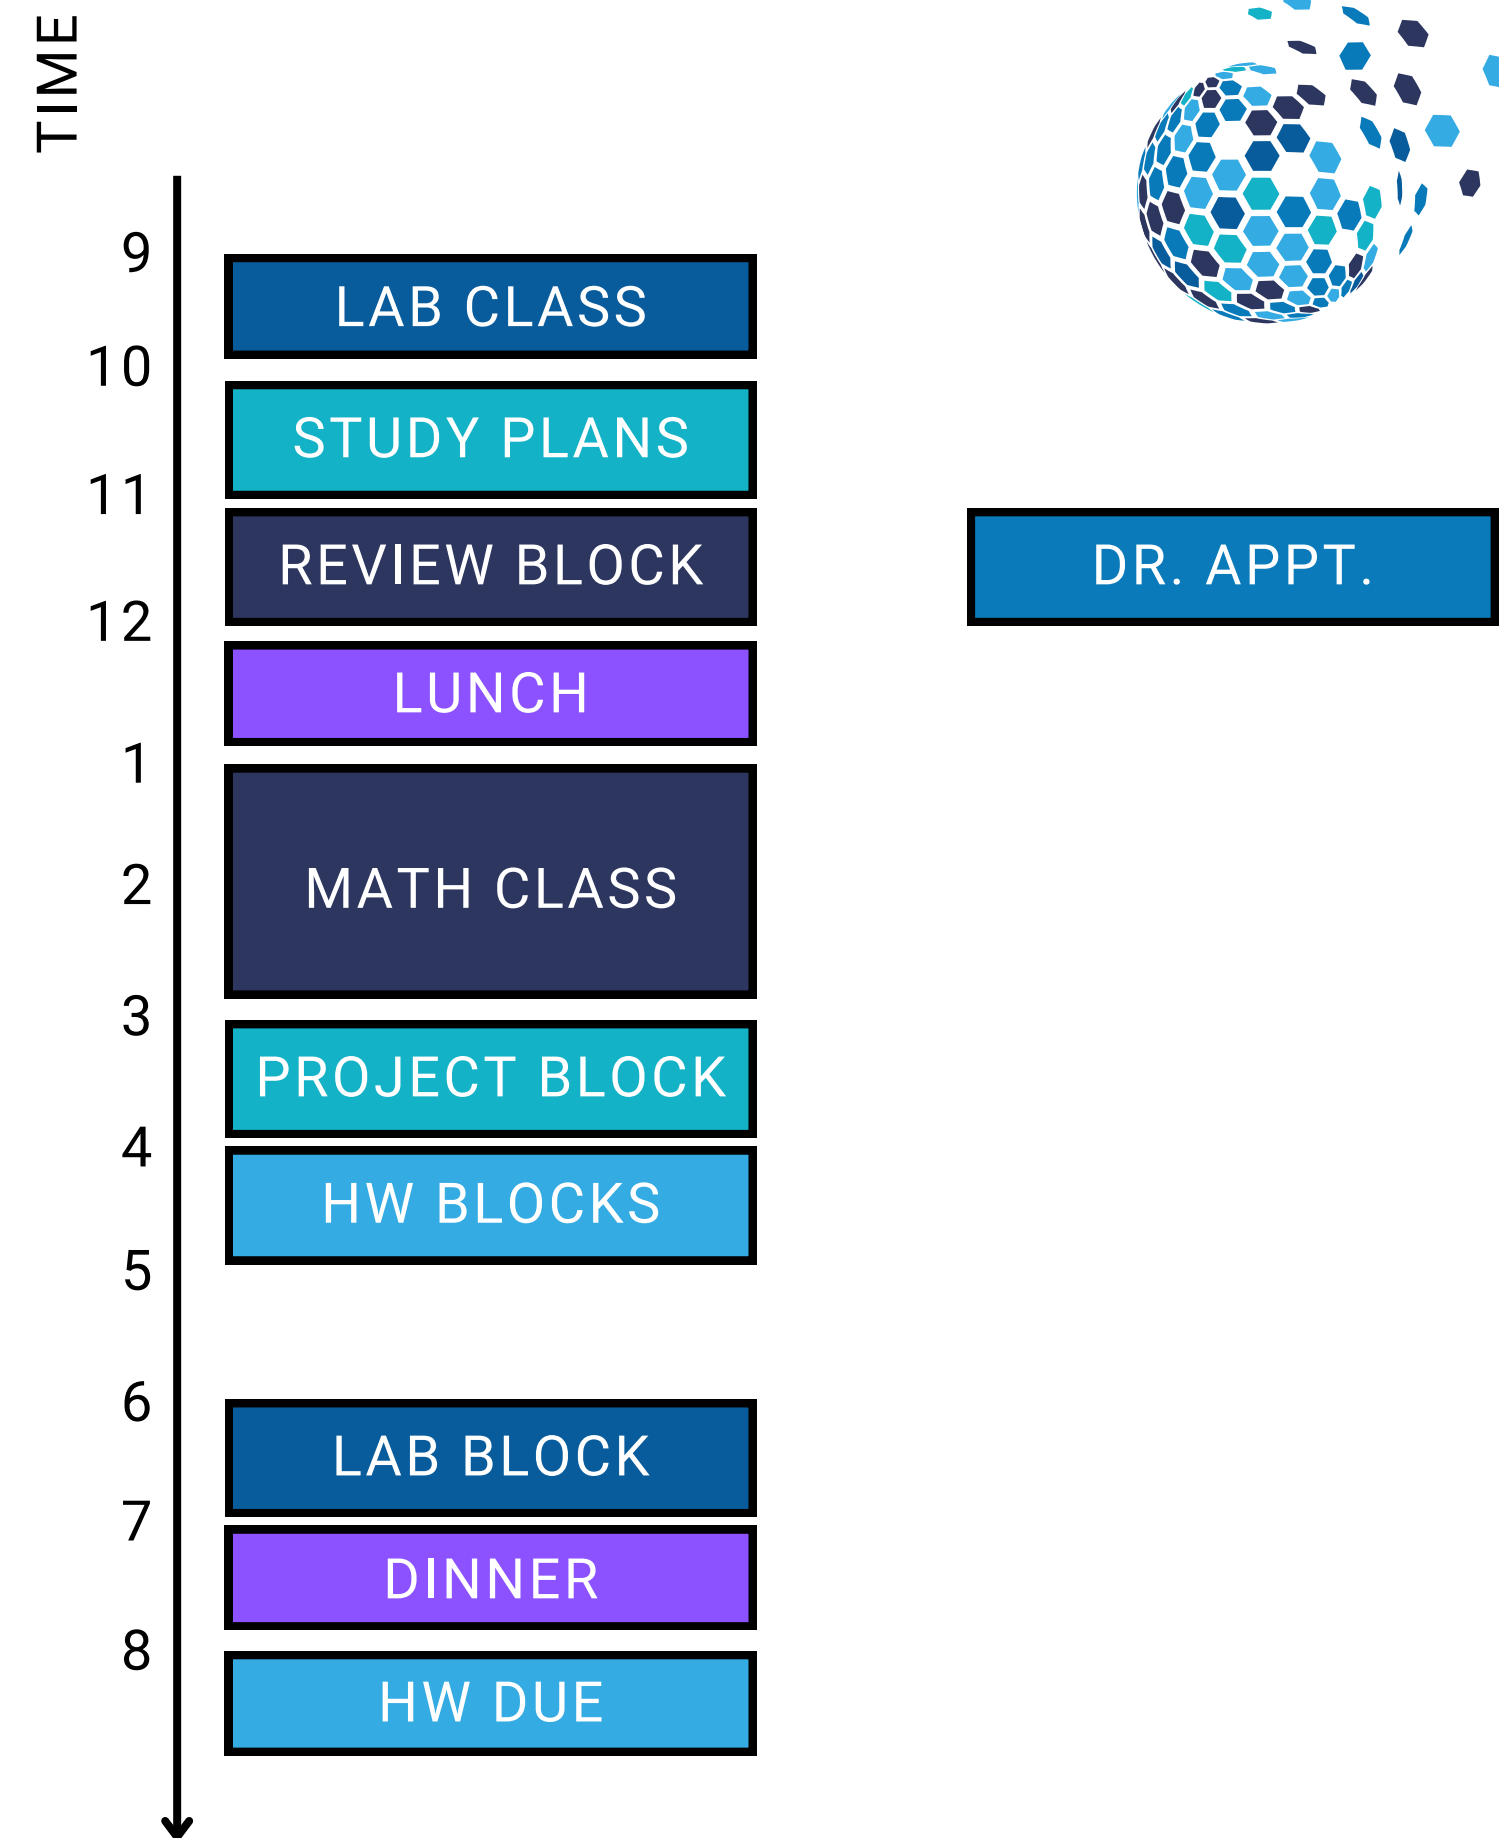 TIME
9
LAB CLASS
10
STUDY PLANS
11
REVIEW BLOCK
DR. APPT.
12
LUNCH
1
MATH CLASS
2
3
PROJECT BLOCK
4
HW BLOCKS
5
6
LAB BLOCK
7
DINNER
8
HW DUE